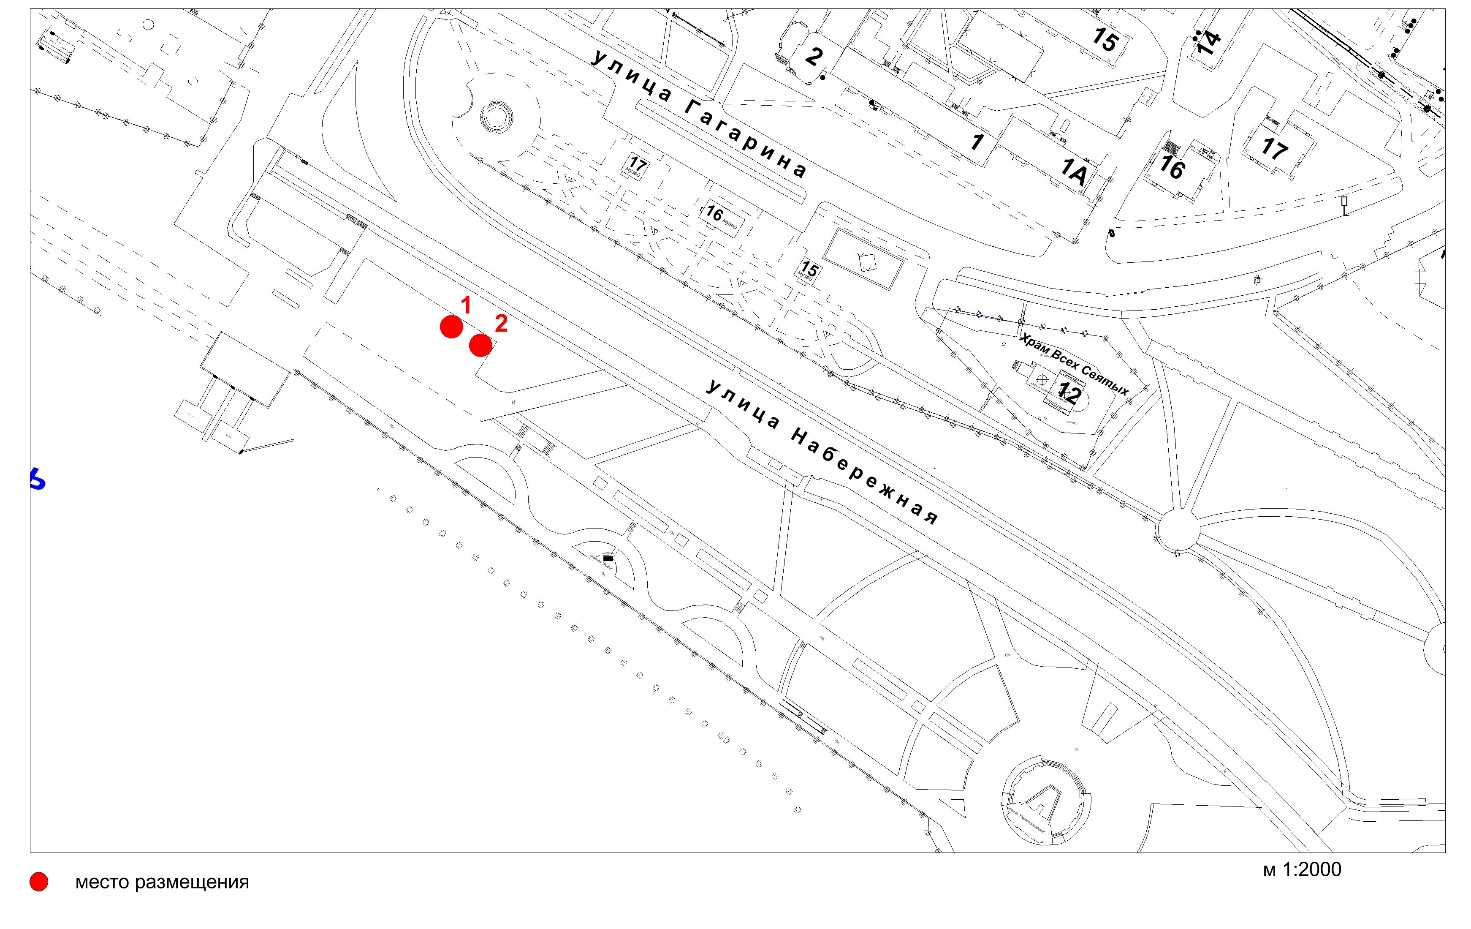 15
14
2
улица Гагарина
1
1А
16
17
17
16
15
1
2
Храм Всех Святых
12
улица Набережная
место размещения
м 1:2000